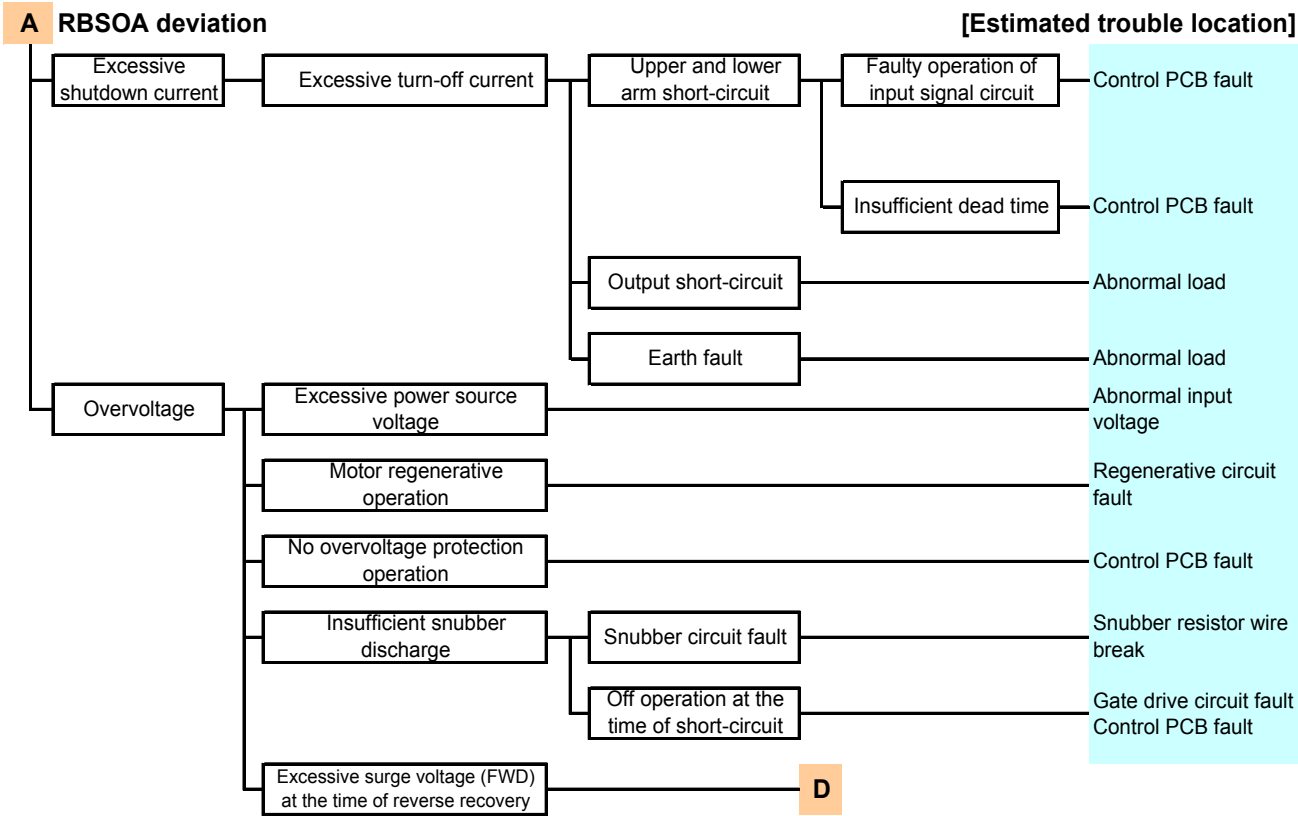 A RBSOA deviation
[Estimated trouble location]
Excessive
shutdown current
Excessive turn-off current
Upper and lower
arm short-circuit
Faulty operation of
input signal circuit
Control PCB fault
Insufficient dead time
Control PCB fault
Output short-circuit
Abnormal load
Earth fault
Abnormal load
Overvoltage
Excessive power source
voltage
Abnormal input
voltage
Motor regenerative
operation
Regenerative circuit
fault
No overvoltage protection
operation
Control PCB fault
Insufficient snubber
discharge
Snubber circuit fault
Snubber resistor wire
break
Off operation at the
time of short-circuit
Gate drive circuit fault
Control PCB fault
Excessive surge voltage (FWD)
at the time of reverse recovery
D